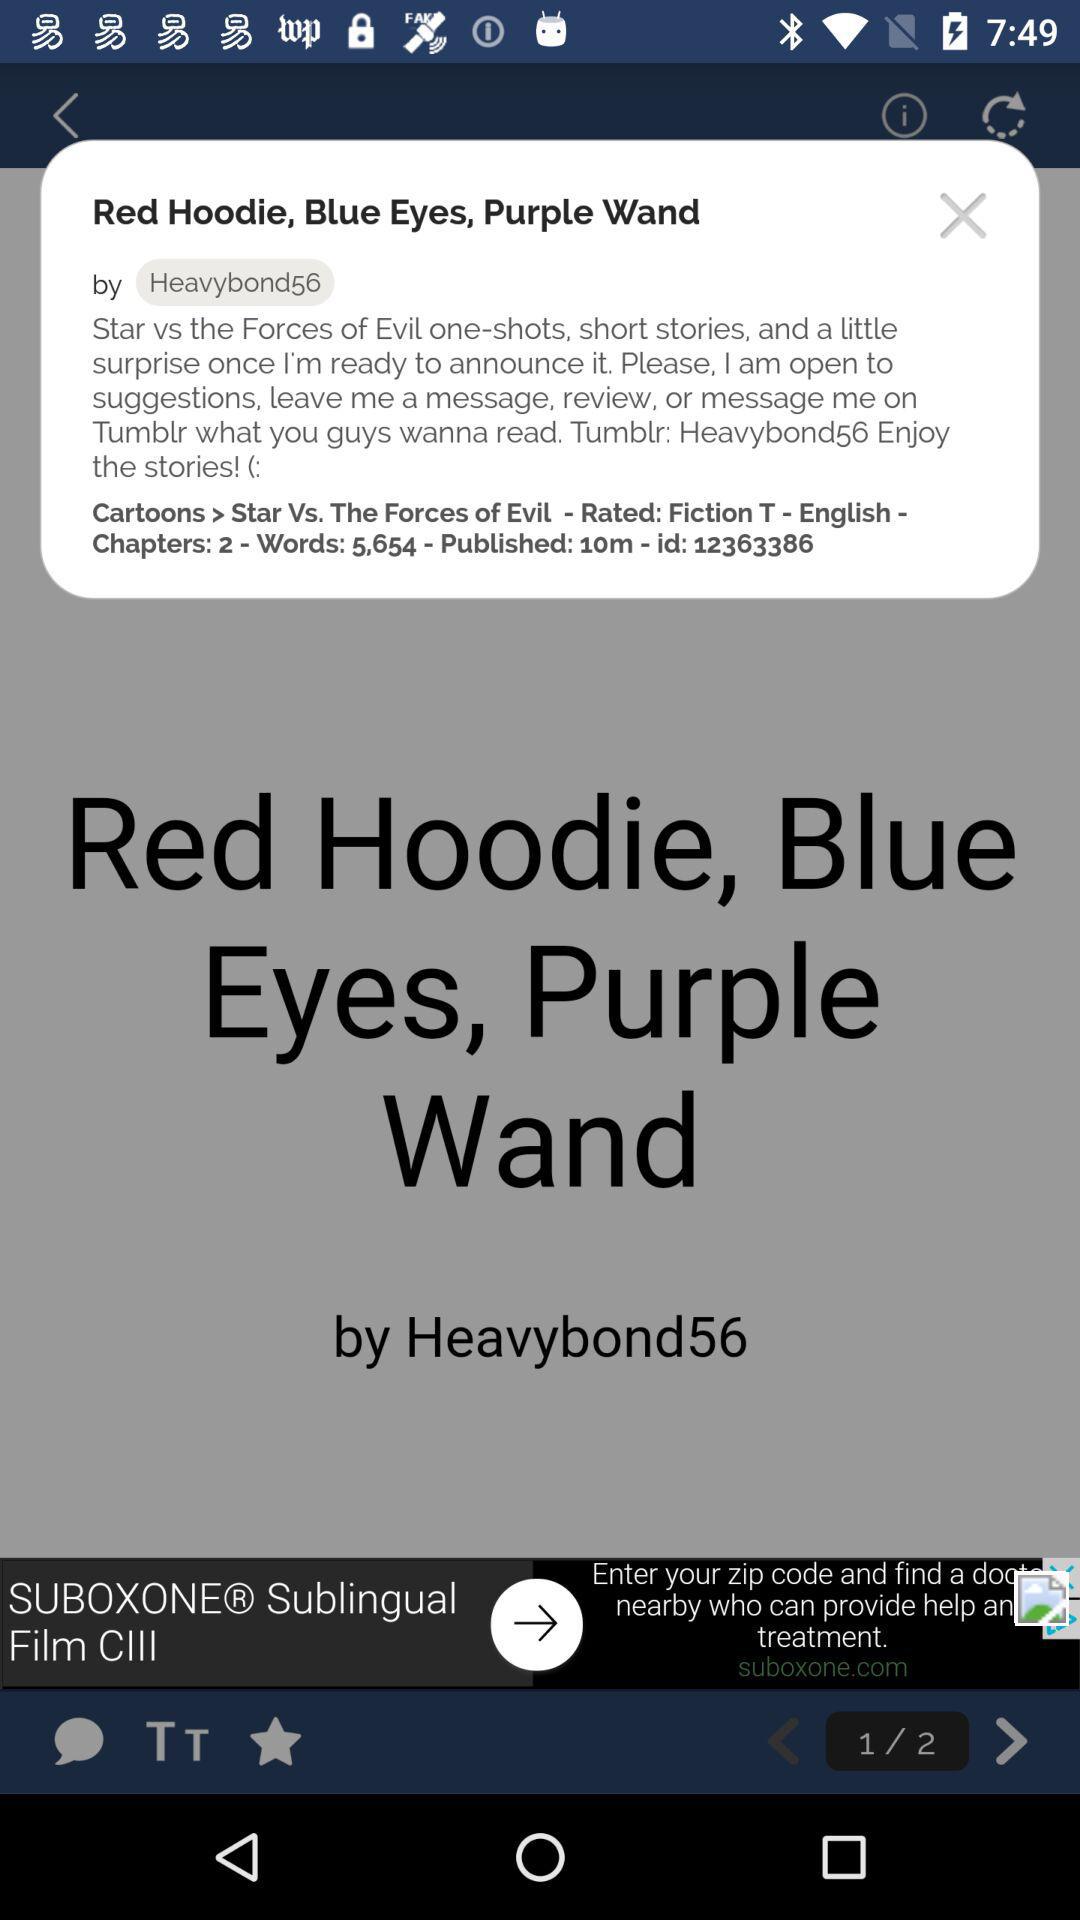 wp FAKE 7:49
Red Hoodie, Blue Eyes, Purple Wand
by Heavybond56
Star vs the Forces of Evil one-shots, short stories, and a little
surprise once I'm ready to announce it. Please, I am open to
suggestions, leave me a message, review, or message me on
Tumblr what you guys wanna read. Tumblr: Heavybond56 Enjoy
the stories! (:
Cartoons > Star Vs. The Forces of Evil - Rated: Fiction T - English -
Chapters: 2 - Words: 5,654 - Published: 10m - id: 12363386
Red Hoodie, Blue
Eyes, Purple
Wand
by Heavybond56
SUBOXONE® Sublingual
Film CIII
Enter your zip code and find a
nearby who can provide help
treatment.
suboxone.com
TT
1 / 2